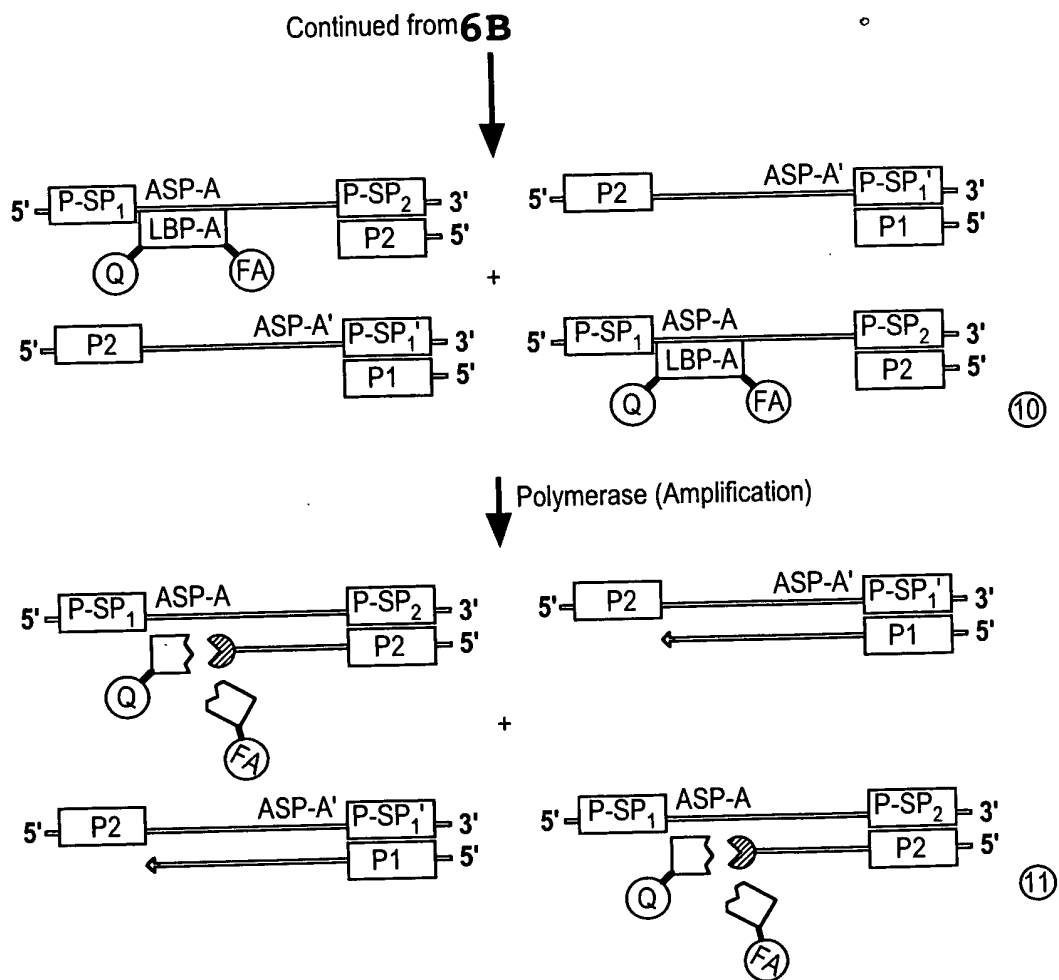 Continued from 6B
5' P-SP1 ASP-A P-SP2 3'
LBP-A P2 5'
Q FA
P2 ASP-A' P-SP1' 3'
5' P1 5'
+
5' P2 ASP-A' P-SP1' 3'
P1 5'
5' P-SP1 ASP-A P-SP2 3'
LBP-A P2 5'
Q FA
10
Polymerase (Amplification)
5' P-SP1 ASP-A P-SP2 3'
P2 5'
Q
FA
5' P2 ASP-A' P-SP1' 3'
P1 5'
+
5' P2 ASP-A' P-SP1' 3'
P1 5'
5' P-SP1 ASP-A P-SP2 3'
P2 5'
Q
FA
11